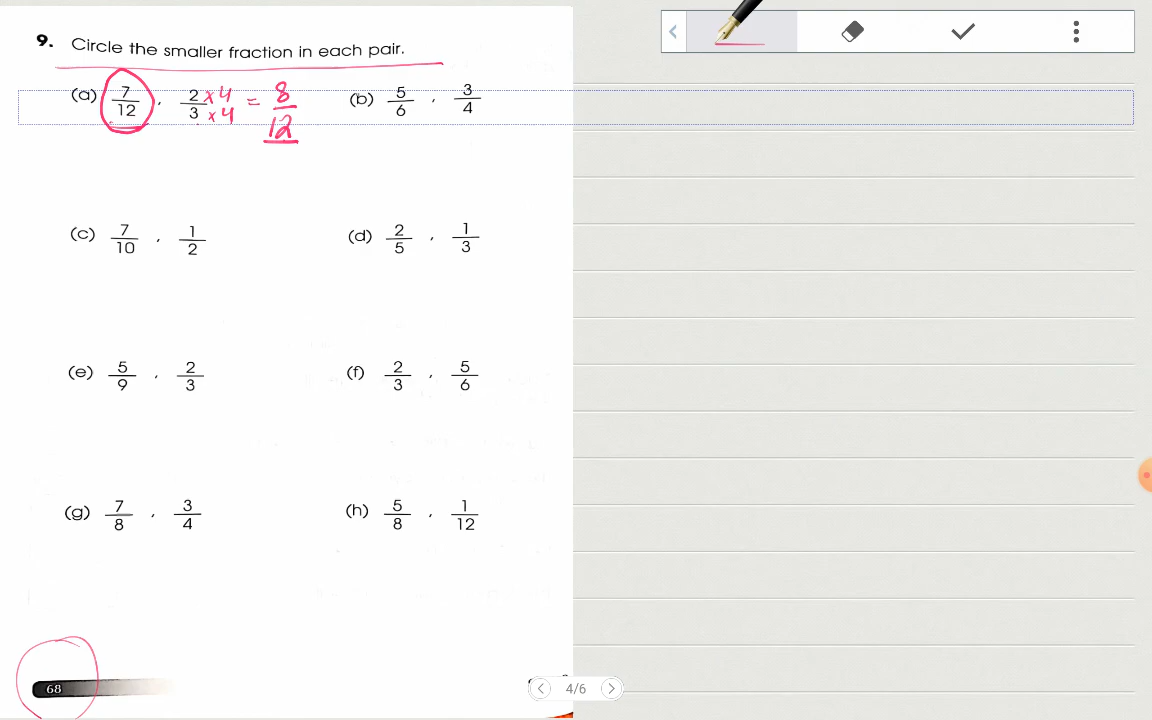 9. Circle the smaller fraction in each pair.
(a) 7/12 , 2/3 ×4 ×4 = 8/12 (b) 5/6 , 3/4
(c) 7/10 , 1/2 (d) 2/5 , 1/3
(e) 5/9 , 2/3 (f) 2/3 , 5/6
(g) 7/8 , 3/4 (h) 5/8 , 1/12
68
4/6